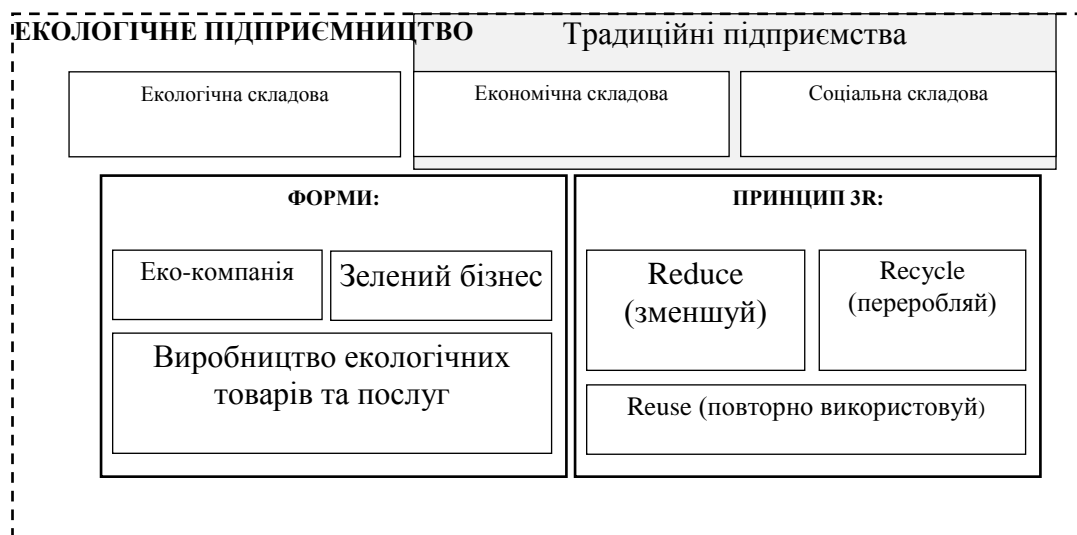 ЕКОЛОГІЧНЕ ПІДПРИЄМНИЦТВО
Традиційні підприємства
Екологічна складова
Економічна складова
Соціальна складова
ФОРМИ:
Еко-компанія
Зелений бізнес
Виробництво екологічних
товарів та послуг
ПРИНЦИП 3R:
Reduce
(зменшуй)
Recycle
(переробляй)
Reuse (повторно використовуй)